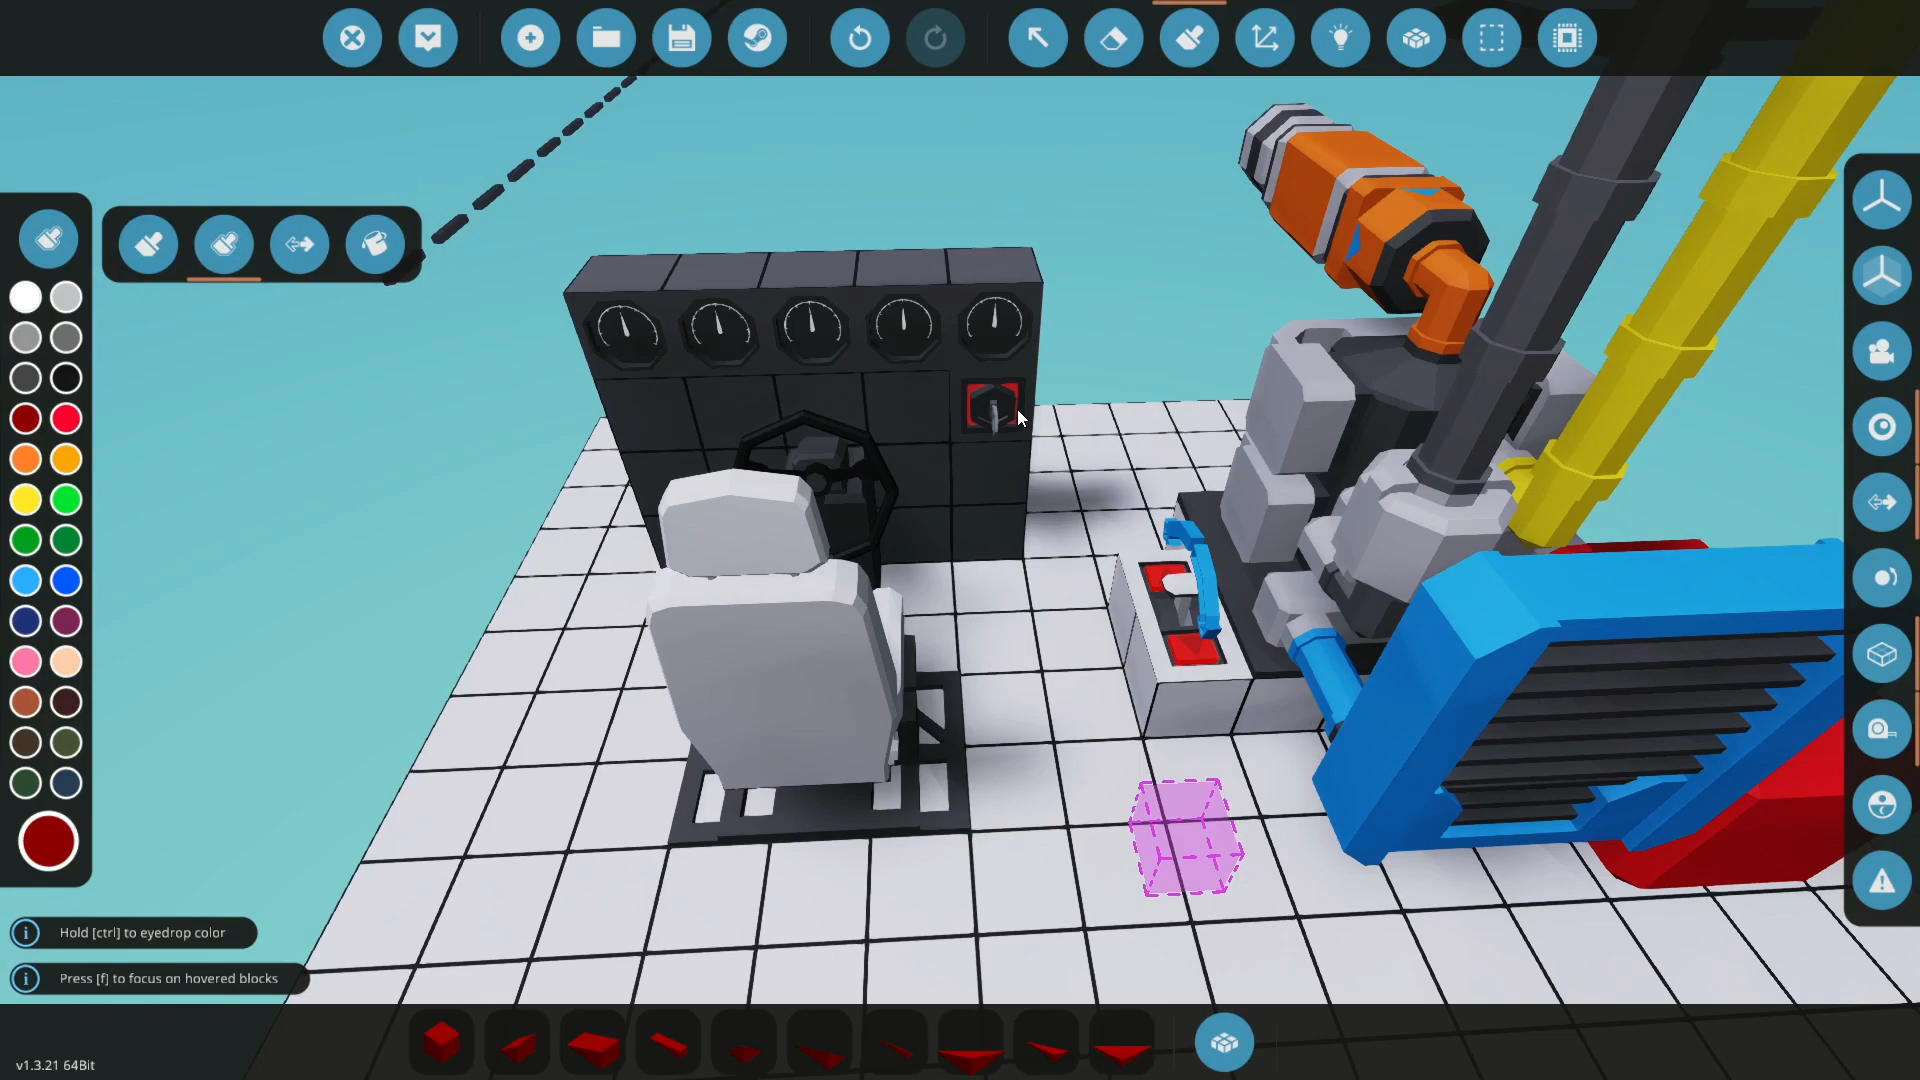 Hold [ctrl] to eyedrop color
Press [f] to focus on hovered blocks
v1.3.21 64Bit